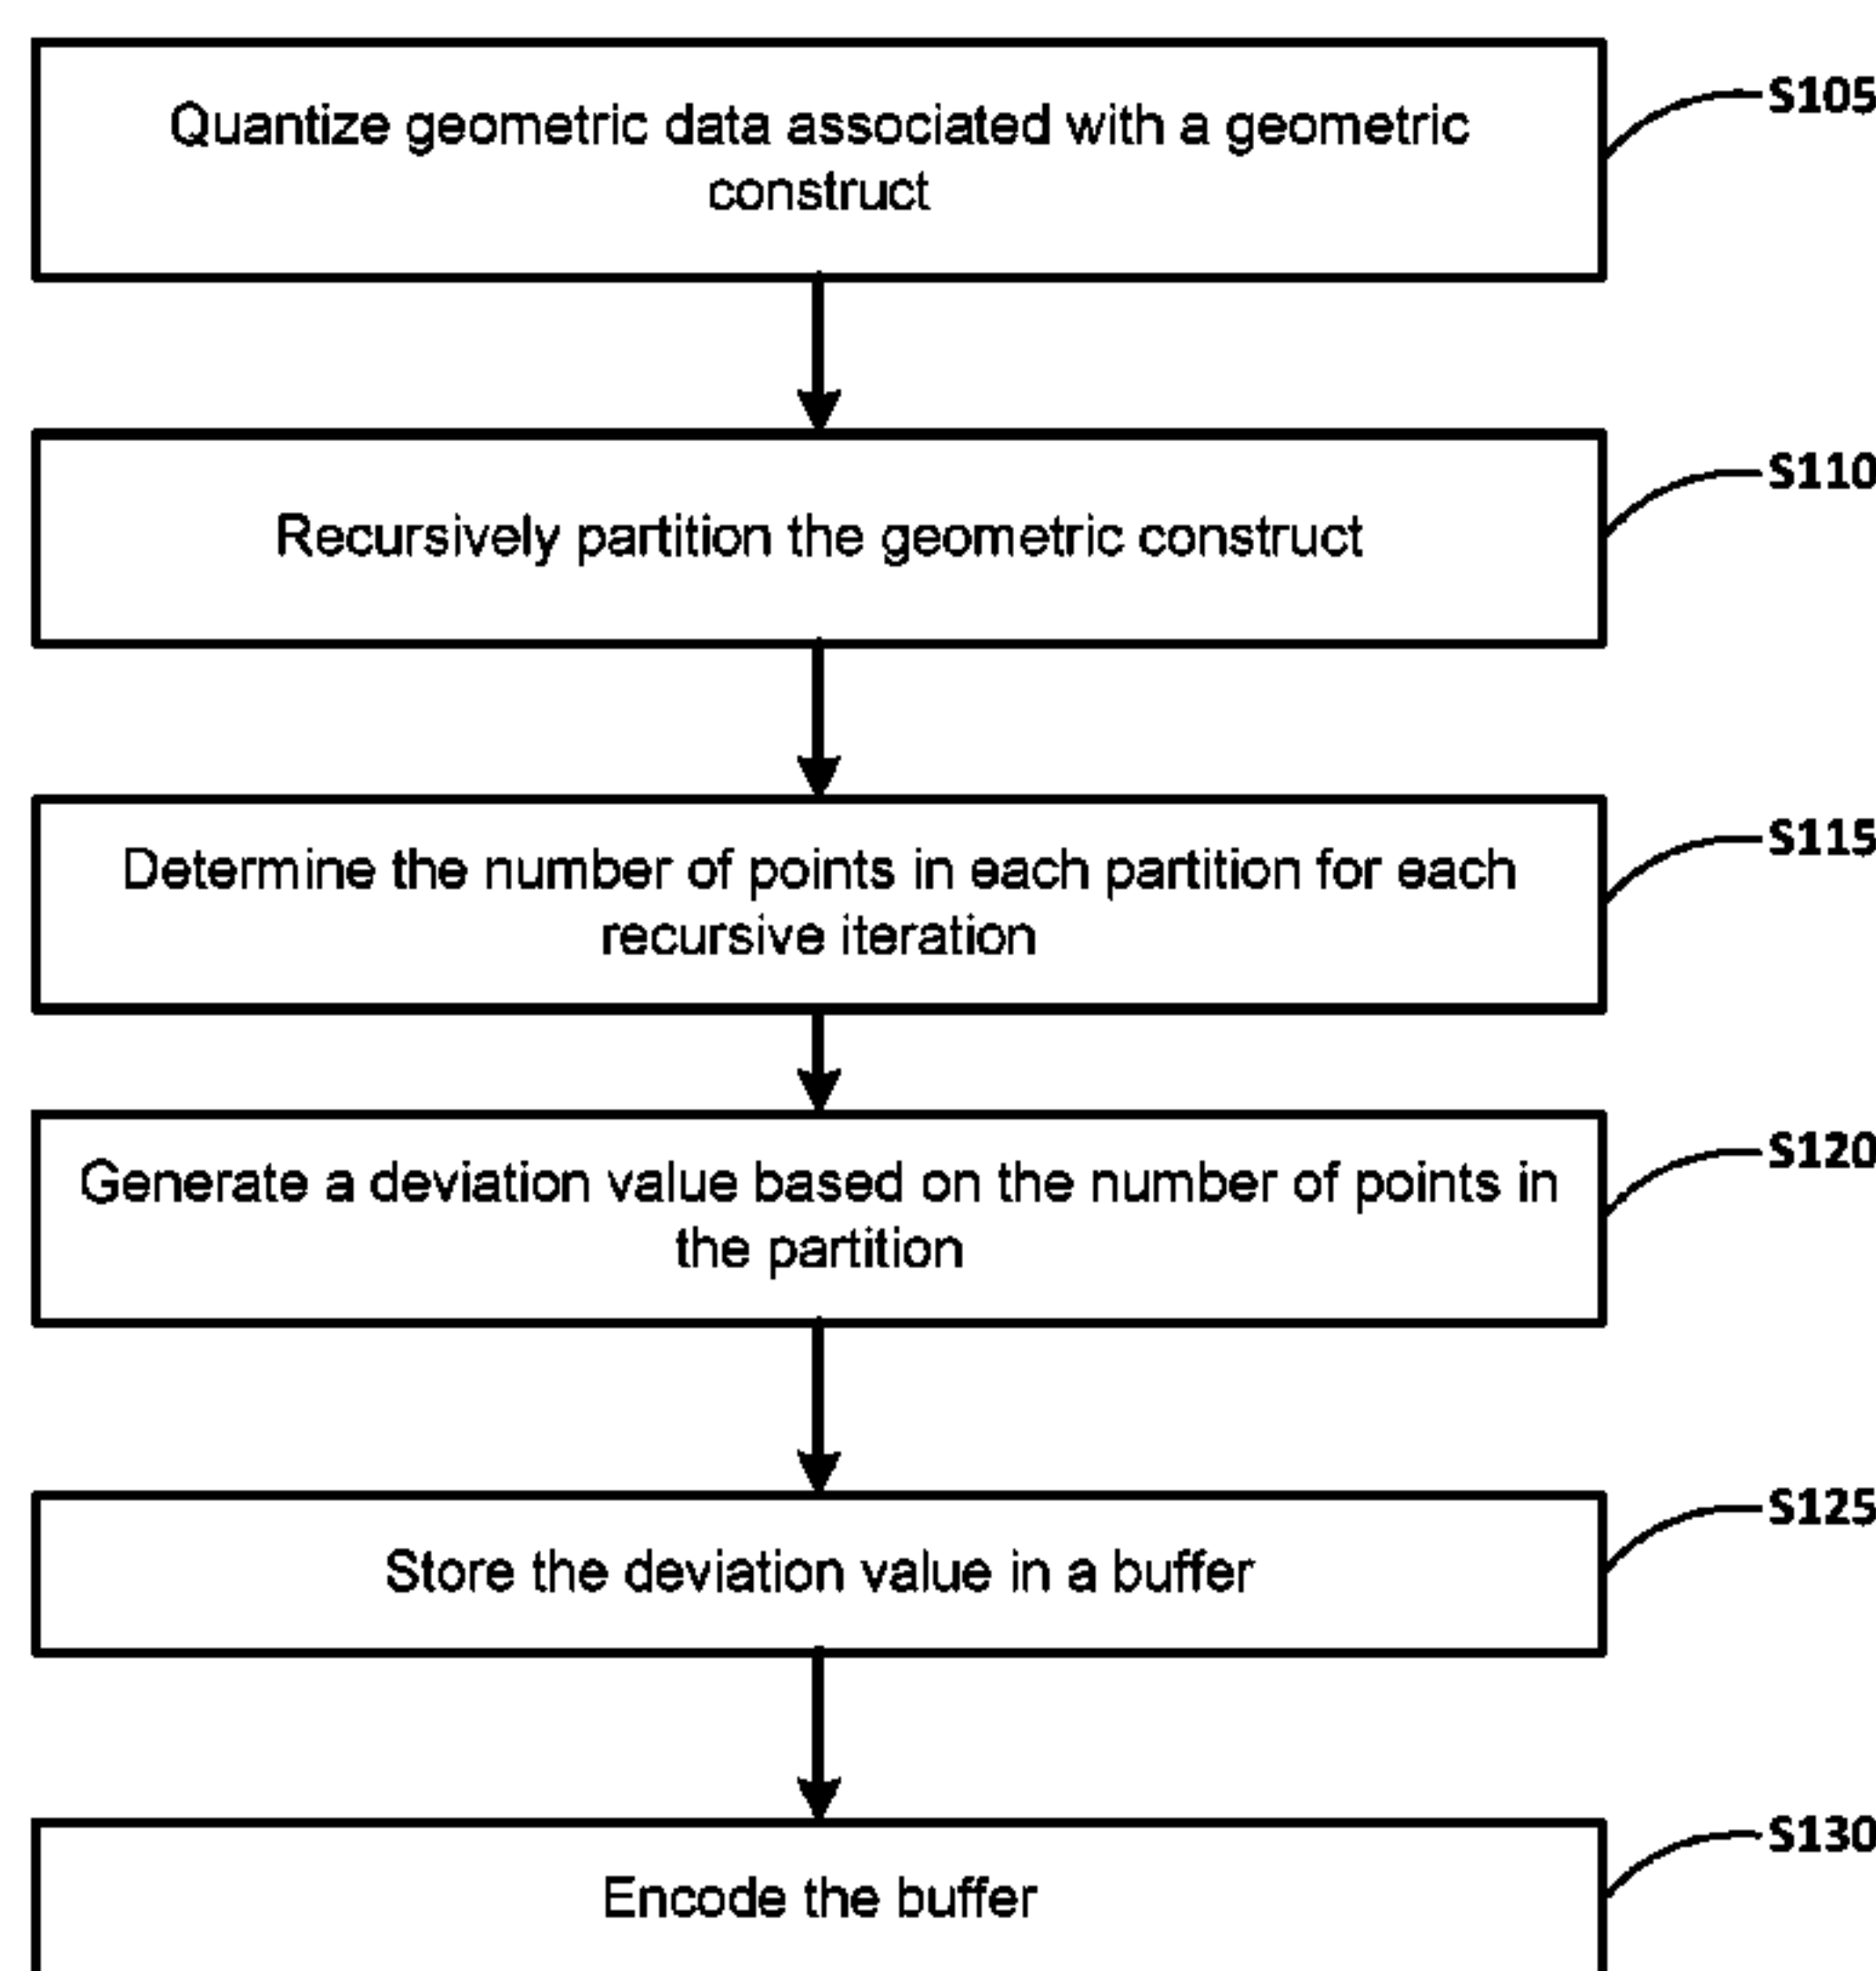 Quantize geometric data associated with a geometric
construct
S105
Recursively partition the geometric construct
S110
Determine the number of points in each partition for each
recursive iteration
S115
Generate a deviation value based on the number of points in
the partition
S120
Store the deviation value in a buffer
S125
Encode the buffer
S130